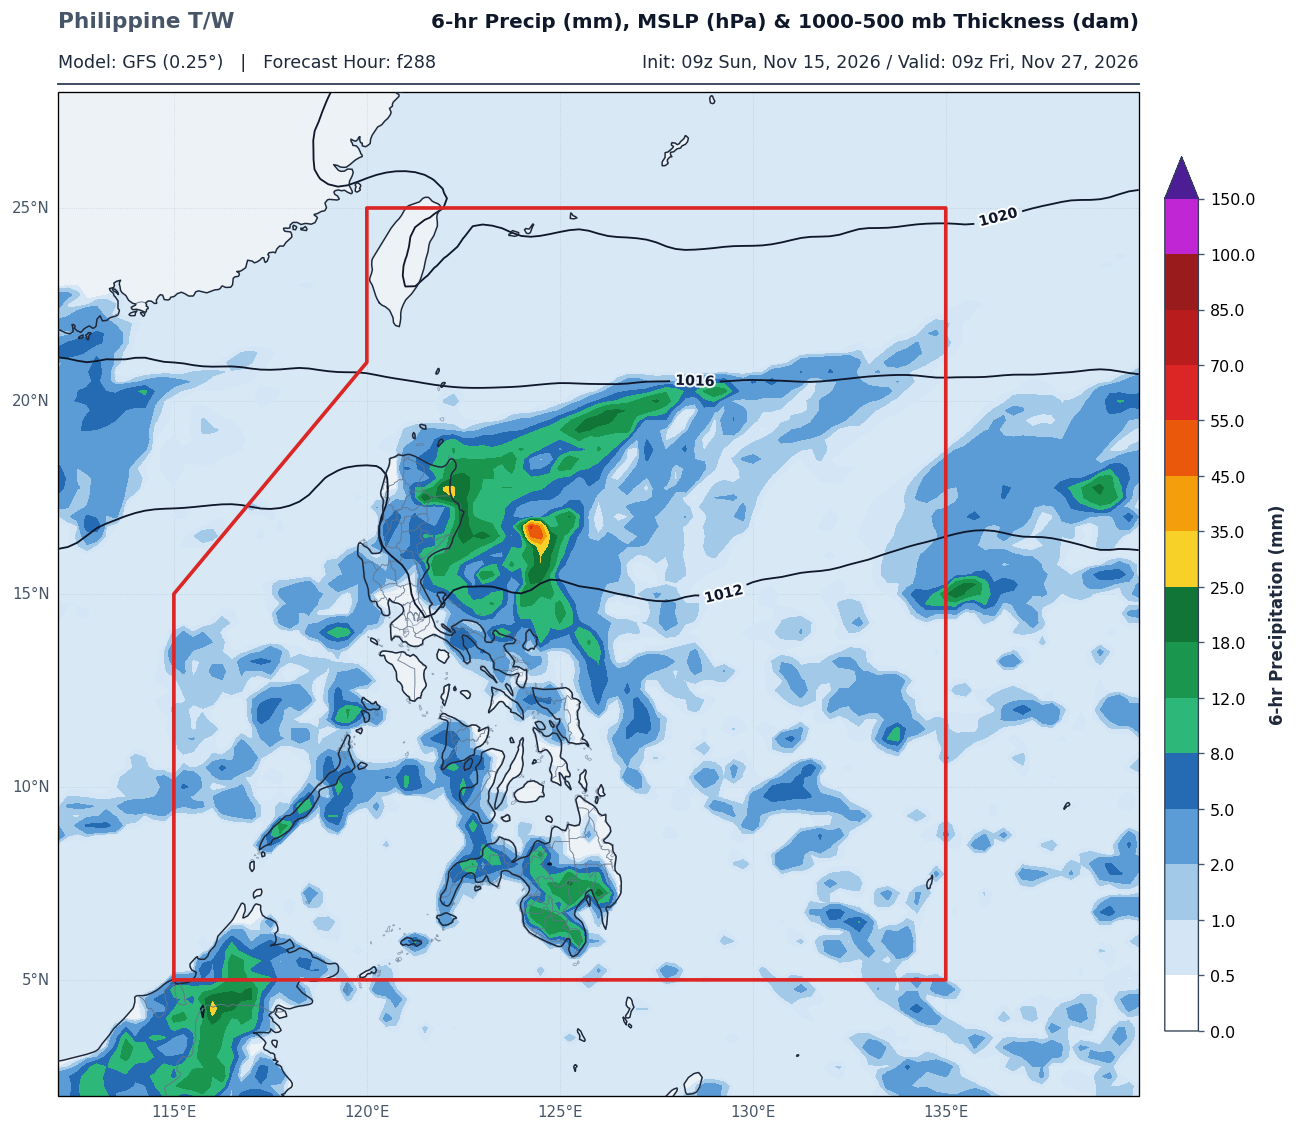 Philippine T/W
6-hr Precip (mm), MSLP (hPa) & 1000-500 mb Thickness (dam)
Model: GFS (0.25°) | Forecast Hour: f288
Init: 09z Sun, Nov 15, 2026 / Valid: 09z Fri, Nov 27, 2026
25°N
20°N
15°N
10°N
5°N
115°E
120°E
125°E
130°E
135°E
1020
1016
1012
150.0
100.0
85.0
70.0
55.0
45.0
35.0
25.0
18.0
12.0
8.0
5.0
2.0
1.0
0.5
0.0
6-hr Precipitation (mm)